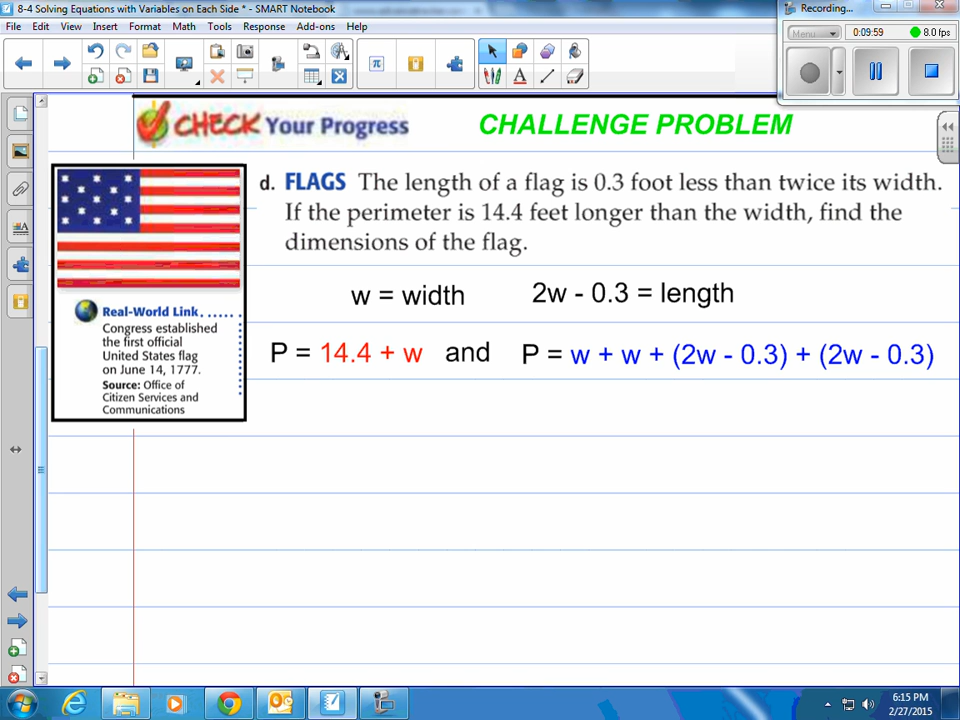 8-4 Solving Equations with Variables on Each Side * - SMART Notebook
File Edit View Insert Format Math Tools Response Add-ons Help
Recording...
Menu
0:09:59
8.0 fps
CHECK Your Progress
CHALLENGE PROBLEM
d. FLAGS The length of a flag is 0.3 foot less than twice its width.
If the perimeter is 14.4 feet longer than the width, find the
dimensions of the flag.
w = width
2w - 0.3 = length
P = 14.4 + w and P = w + w + (2w - 0.3) + (2w - 0.3)
Real-World Link
Congress established
the first official
United States flag
on June 14, 1777.
Source: Office of
Citizen Services and
Communications
6:15 PM
2/27/2015